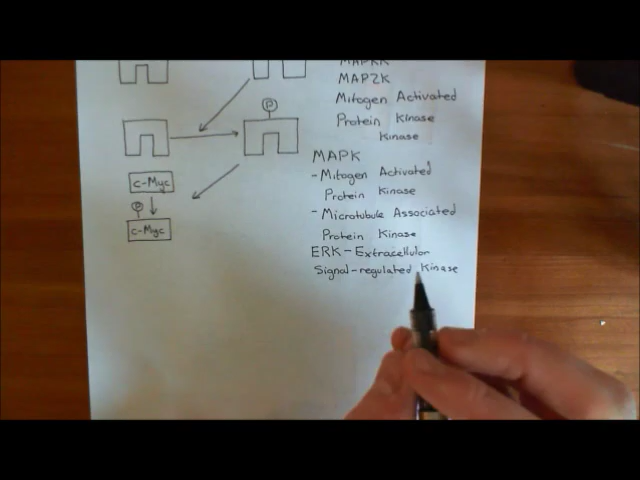 MAPKK
MAP2K
Mitogen Activated
Protein Kinase
Kinase
P
MAPK
- Mitogen Activated
Protein Kinase
c-Myc
- Microtubule Associated
P
Protein Kinase
c-Myc
ERK - Extracellular
Signal-regulated Kinase